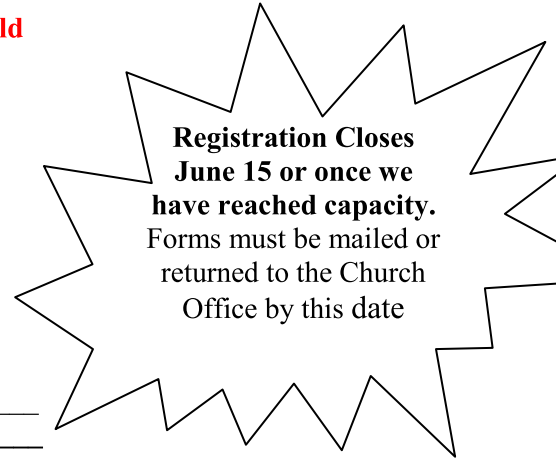 ld
Registration Closes
June 15 or once we
have reached capacity.
Forms must be mailed or
returned to the Church
Office by this date